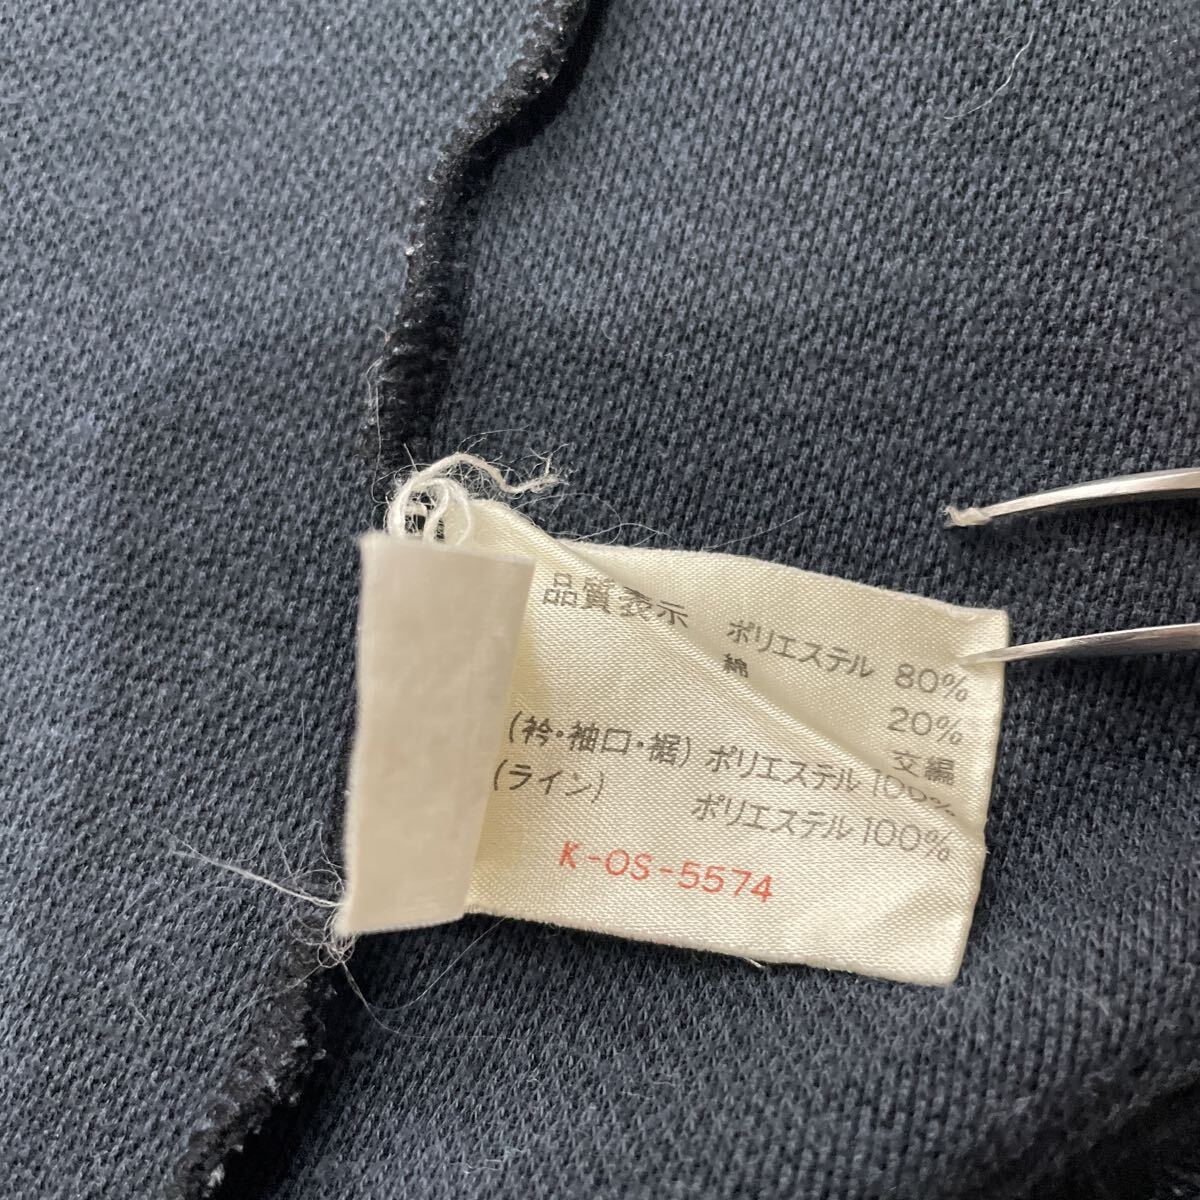 品質表示 ポリエステル 80%
綿 20%
交編
(衿・袖口・裾) ポリエステル 100%
(ライン) ポリエステル 100%
K-OS-5574